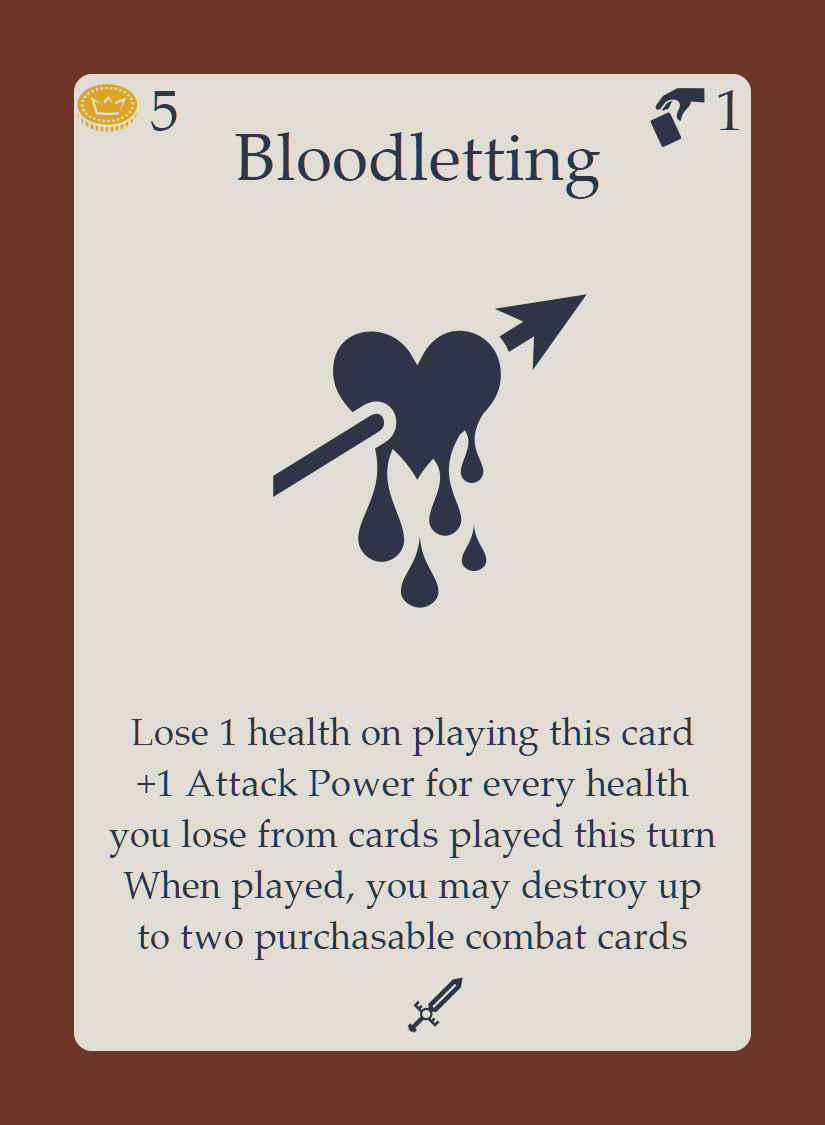 5
1
Bloodletting
Lose 1 health on playing this card
+1 Attack Power for every health
you lose from cards played this turn
When played, you may destroy up
to two purchasable combat cards